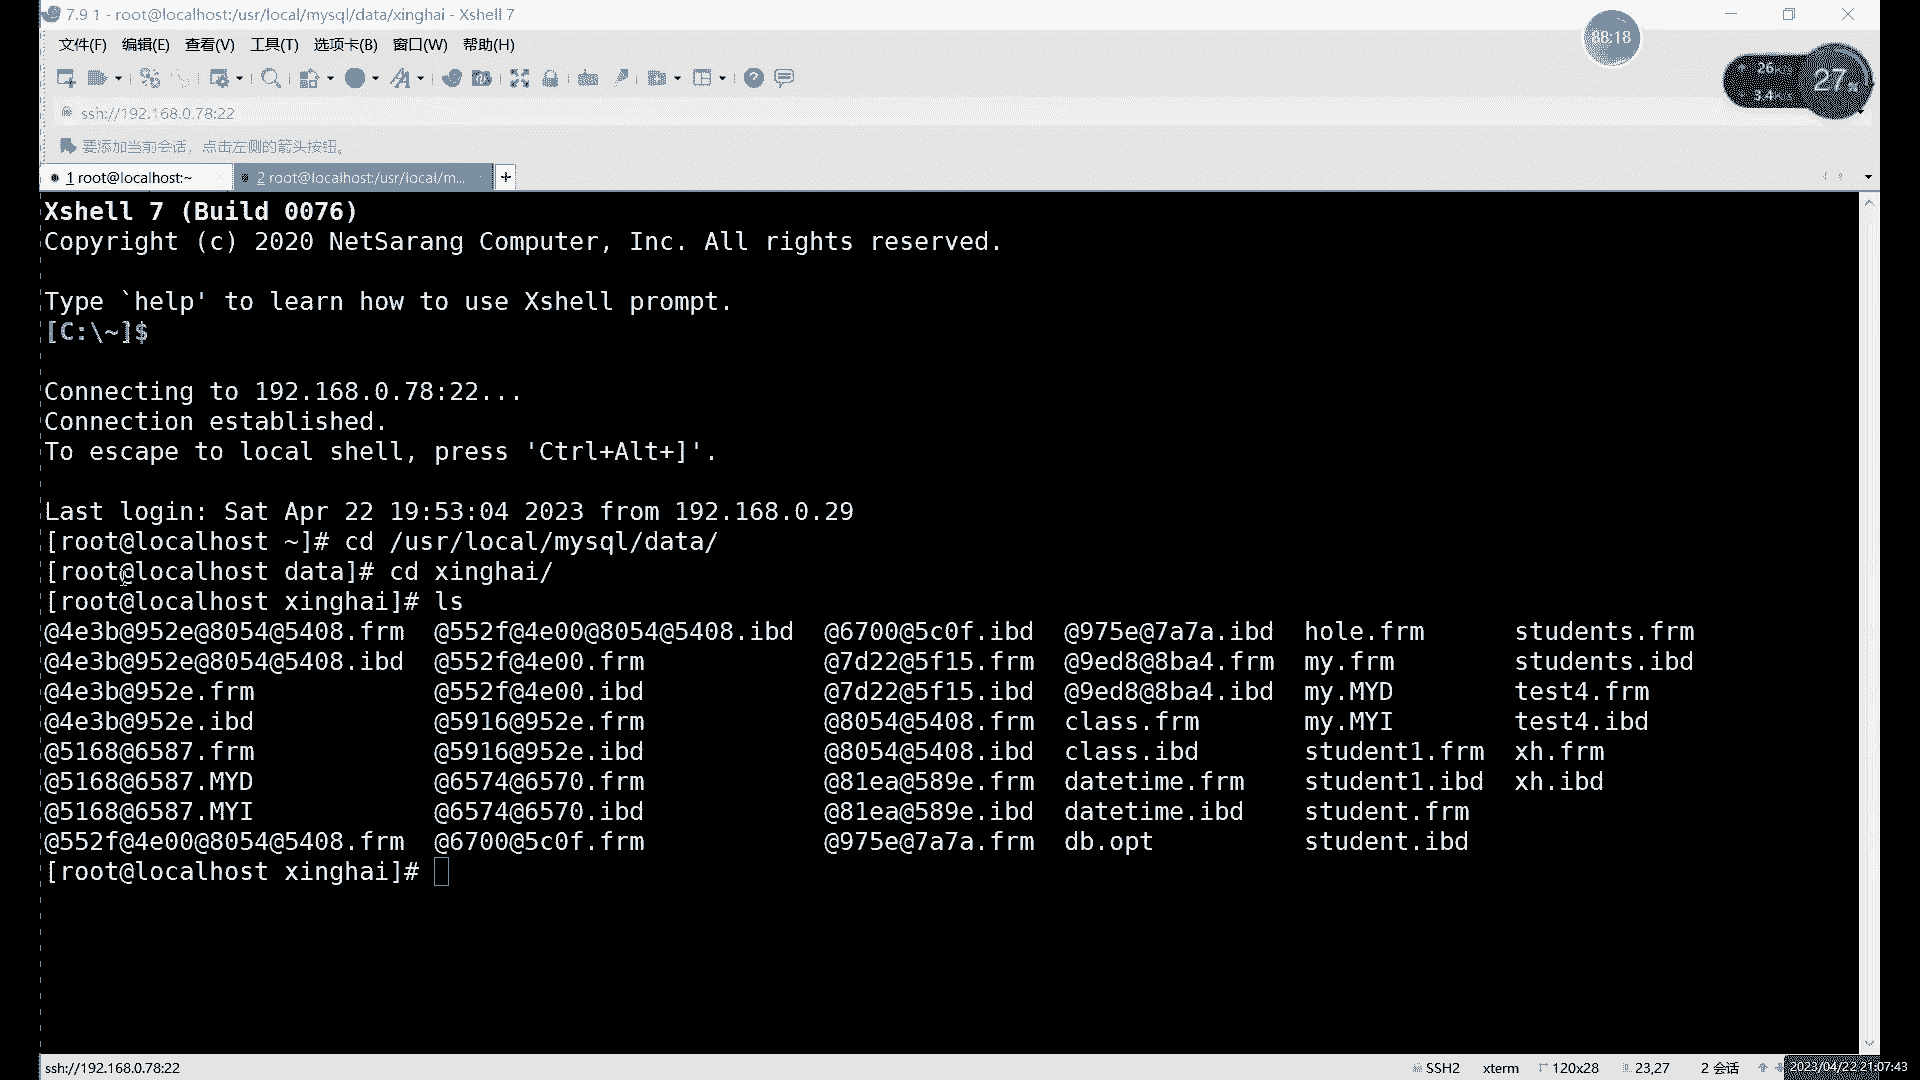 7.9 1 - root@localhost:/usr/local/mysql/data/xinghai - Xshell 7
88:18
文件(F) 编辑(E) 查看(V) 工具(T) 选项卡(B) 窗口(W) 帮助(H)
27%
ssh://192.168.0.78:22
要添加当前会话，点击左侧的箭头按钮。
1 root@localhost:~ 2 root@localhost:/usr/local/m... +
Xshell 7 (Build 0076)
Copyright (c) 2020 NetSarang Computer, Inc. All rights reserved.
Type `help' to learn how to use Xshell prompt.
[C:\~]$
Connecting to 192.168.0.78:22...
Connection established.
To escape to local shell, press 'Ctrl+Alt+]'.
Last login: Sat Apr 22 19:53:04 2023 from 192.168.0.29
[root@localhost ~]# cd /usr/local/mysql/data/
[root@localhost data]# cd xinghai/
[root@localhost xinghai]# ls
@4e3b@952e@8054@5408.frm @552f@4e00@8054@5408.ibd @6700@5c0f.ibd @975e@7a7a.ibd hole.frm students.frm
@4e3b@952e@8054@5408.ibd @552f@4e00.frm @7d22@5f15.frm @9ed8@8ba4.frm my.frm students.ibd
@4e3b@952e.frm @552f@4e00.ibd @7d22@5f15.ibd @9ed8@8ba4.ibd my.MYD test4.frm
@4e3b@952e.ibd @5916@952e.frm @8054@5408.frm class.frm my.MYI test4.ibd
@5168@6587.frm @5916@952e.ibd @8054@5408.ibd class.ibd student1.frm xh.frm
@5168@6587.MYD @6574@6570.frm @81ea@589e.frm datetime.frm student1.ibd xh.ibd
@5168@6587.MYI @6574@6570.ibd @81ea@589e.ibd datetime.ibd student.frm
@552f@4e00@8054@5408.frm @6700@5c0f.frm @975e@7a7a.frm db.opt student.ibd
[root@localhost xinghai]#
ssh://192.168.0.78:22 SSH2 xterm 120x28 23,27 2 会话 2023/04/22 21:07:43